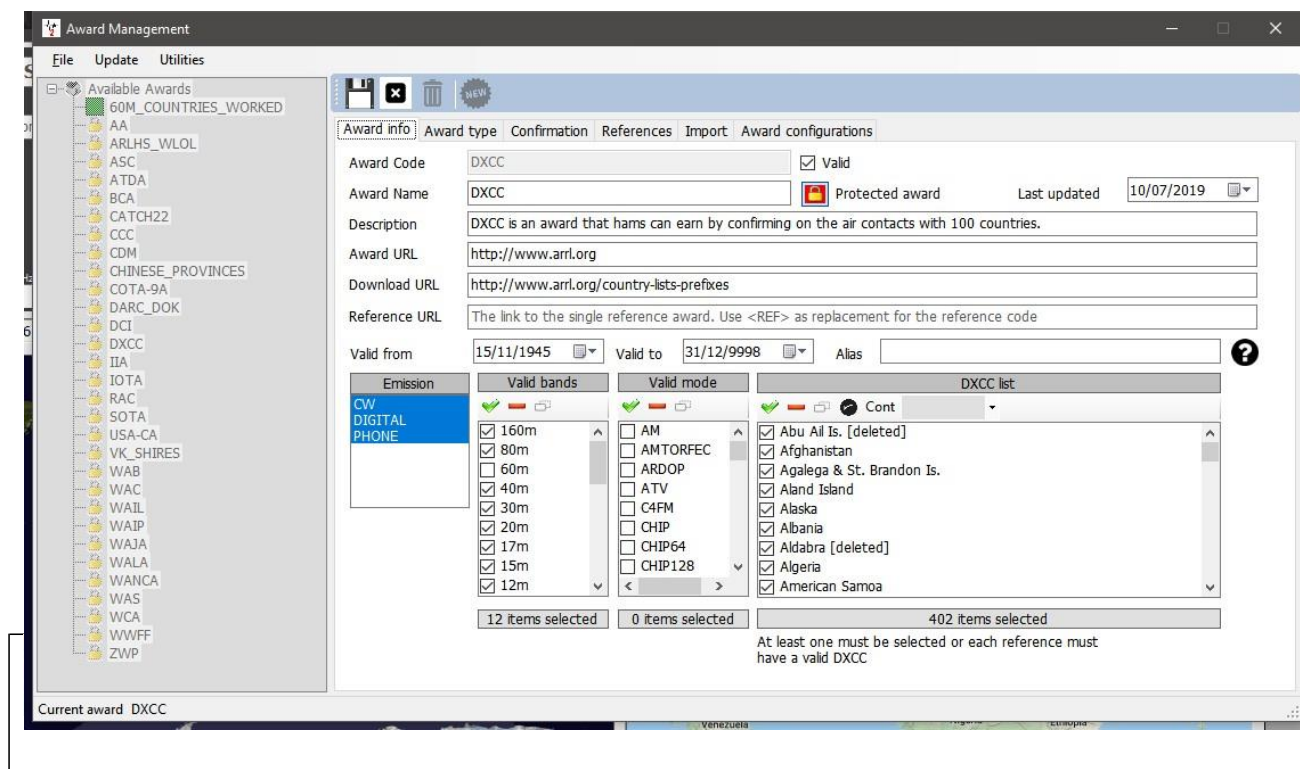 Award Management
File Update Utilities
Available Awards
60M_COUNTRIES_WORKED
AA
ARLHS_WLOL
ASC
ATDA
BCA
CATCH22
CCC
CDM
CHINESE_PROVINCES
COTA-9A
DARC_DOK
DCI
DXCC
IIA
IOTA
RAC
SOTA
USA-CA
VK_SHIRES
WAB
WAC
WAIL
WAIP
WAJA
WALA
WANCA
WAS
WCA
WWFF
ZWP
NEW
Award info Award type Confirmation References Import Award configurations
Award Code DXCC Valid
Award Name DXCC Protected award Last updated 10/07/2019
Description DXCC is an award that hams can earn by confirming on the air contacts with 100 countries.
Award URL http://www.arrl.org
Download URL http://www.arrl.org/country-lists-prefixes
Reference URL The link to the single reference award. Use <REF> as replacement for the reference code
Valid from 15/11/1945 Valid to 31/12/9998 Alias
Emission
CW
DIGITAL
PHONE
Valid bands
160m
80m
60m
40m
30m
20m
17m
15m
12m
12 items selected
Valid mode
AM
AMTORFEC
ARDOP
ATV
C4FM
CHIP
CHIP64
CHIP128
0 items selected
DXCC list
Cont
Abu Ail Is. [deleted]
Afghanistan
Agalega & St. Brandon Is.
Aland Island
Alaska
Albania
Aldabra [deleted]
Algeria
American Samoa
402 items selected
At least one must be selected or each reference must
have a valid DXCC
Current award DXCC
Venezuela
Ethiopia